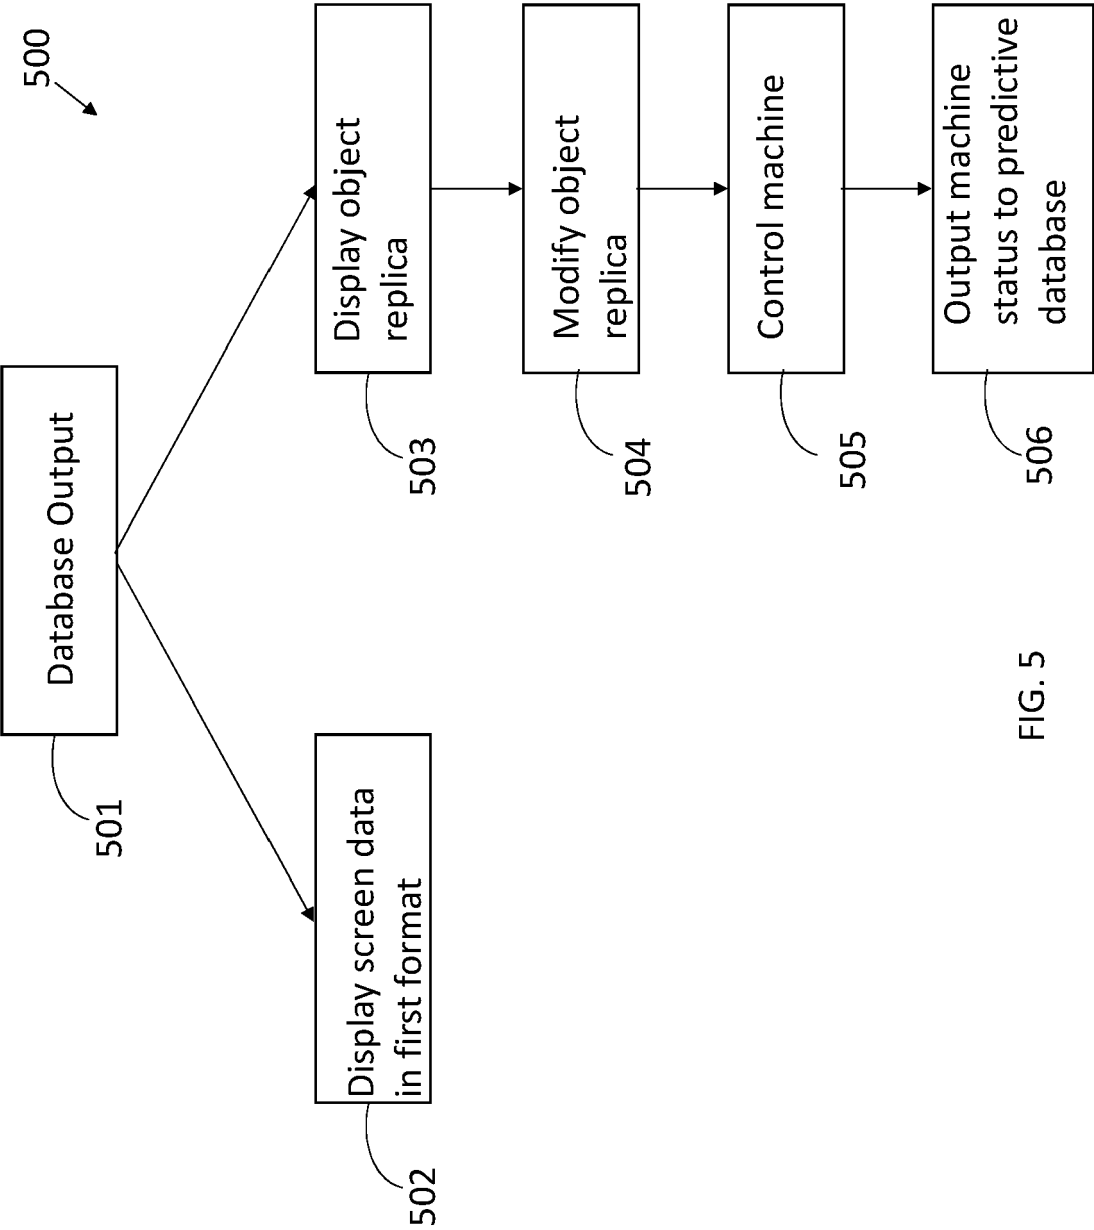 500
Database Output
501
Display screen data
in first format
502
Display object
replica
503
Modify object
replica
504
Control machine
505
Output machine
status to predictive
database
506
FIG. 5